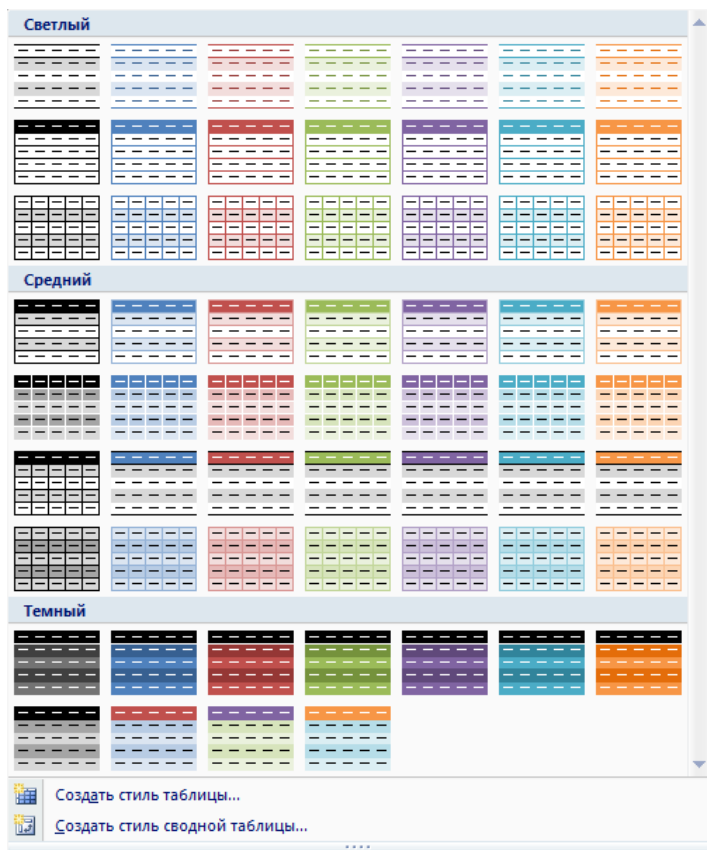 Светлый
Средний
Темный
Создать стиль таблицы...
Создать стиль сводной таблицы...